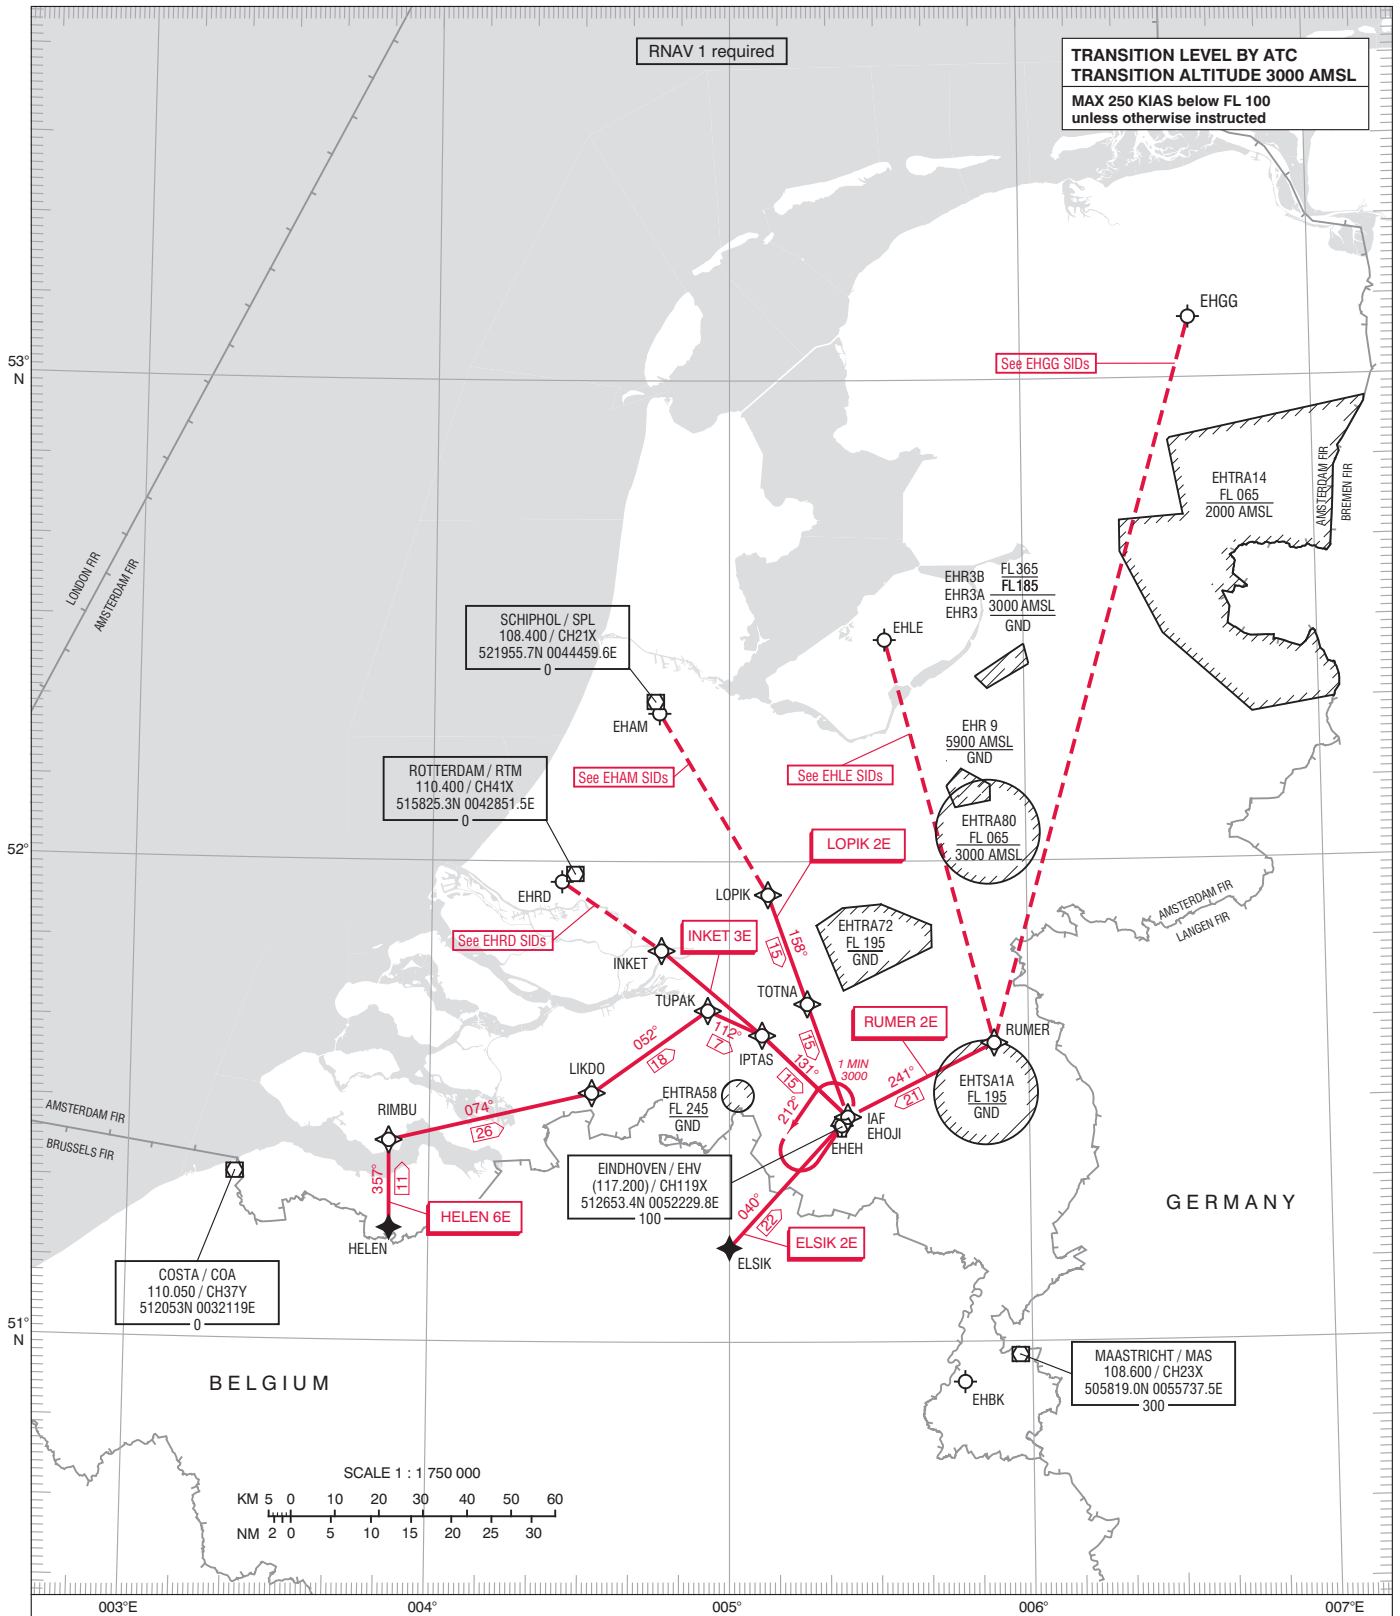 RNAV 1 required
TRANSITION LEVEL BY ATC
TRANSITION ALTITUDE 3000 AMSL
MAX 250 KIAS below FL 100
unless otherwise instructed
EHGG
See EHGG SIDs
53°
N
EHTRA14
FL 065
2000 AMSL
AMSTERDAM FIR
BREMEN FIR
LONDON FIR
AMSTERDAM FIR
EHR3B
EHR3A
EHR3
FL365
FL185
3000 AMSL
GND
EHLE
SCHIPHOL / SPL
108.400 / CH21X
521955.7N 0044459.6E
0
EHAM
See EHAM SIDs
See EHLE SIDs
EHR 9
5900 AMSL
GND
ROTTERDAM / RTM
110.400 / CH41X
515825.3N 0042851.5E
0
EHTRA80
FL 065
3000 AMSL
52°
N
LOPIK 2E
EHRD
LOPIK
See EHRD SIDs
INKET 3E
158°
15
EHTRA72
FL 195
GND
AMSTERDAM FIR
LANGEN FIR
INKET
TUPAK
TOTNA
RUMER 2E
RUMER
052°
18
112°
7
IPTAS
15
131°
15
1 MIN
3000
241°
21
LIKDO
EHTRA58
FL 245
GND
EHTSA1A
FL 195
GND
212°
AMSTERDAM FIR
BRUSSELS FIR
RIMBU
074°
26
IAF
EHOJI
EHEH
EINDHOVEN / EHV
(117.200) / CH119X
512653.4N 0052229.8E
100
357°
11
HELEN 6E
HELEN
040°
22
ELSIK 2E
ELSIK
GERMANY
COSTA / COA
110.050 / CH37Y
512053N 0032119E
0
51°
N
MAASTRICHT / MAS
108.600 / CH23X
505819.0N 0055737.5E
300
EHBK
BELGIUM
SCALE 1 : 1 750 000
KM 5 0 10 20 30 40 50 60
NM 2 0 5 10 15 20 25 30
003°E 004° 005° 006° 007°E